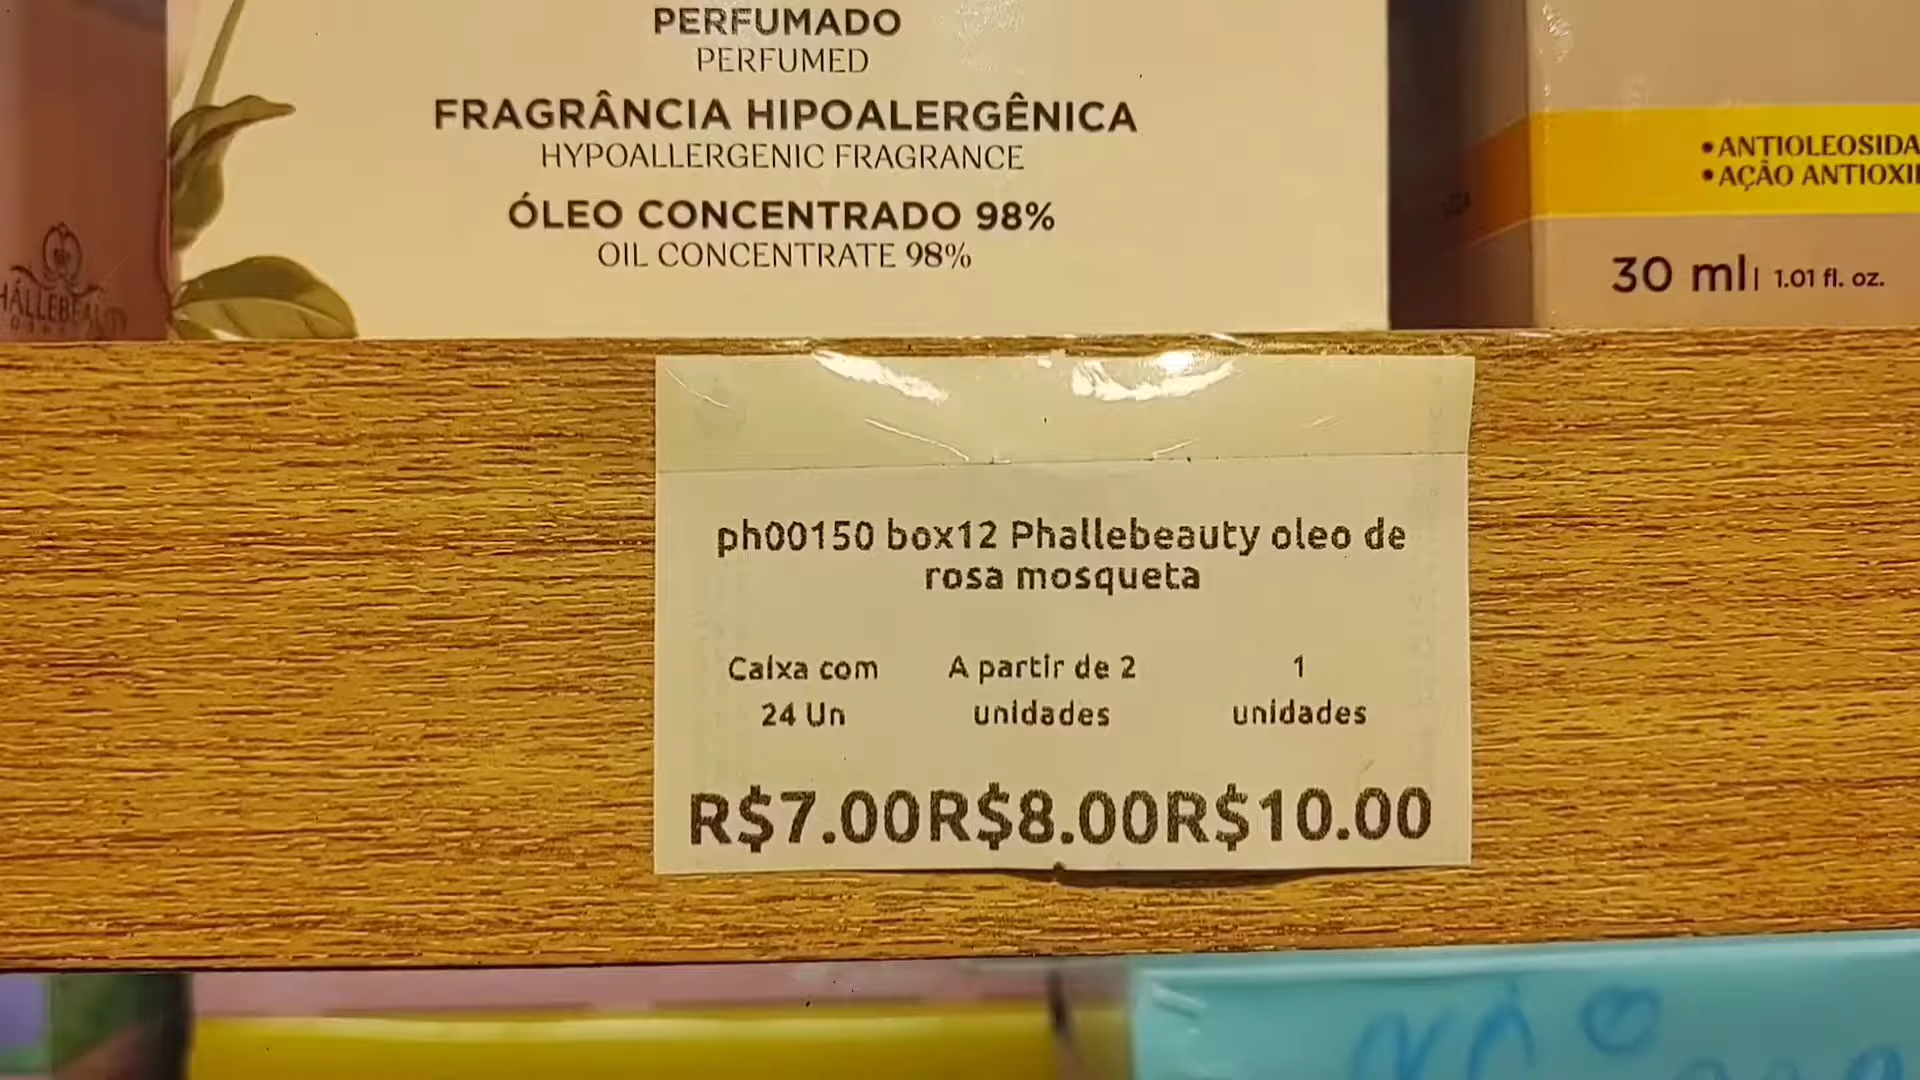 PERFUMADO
PERFUMED
FRAGRÂNCIA HIPOALERGÊNICA
HYPOALLERGENIC FRAGRANCE
ÓLEO CONCENTRADO 98%
OIL CONCENTRATE 98%
•ANTIOLEOSIDA
•AÇÃO ANTIOXI
30 ml| 1.01 fl. oz.
HÁLLEBEAUTY
ph00150 box12 Phallebeauty oleo de
rosa mosqueta
Caixa com A partir de 2 1
24 Un unidades unidades
R$7.00R$8.00R$10.00